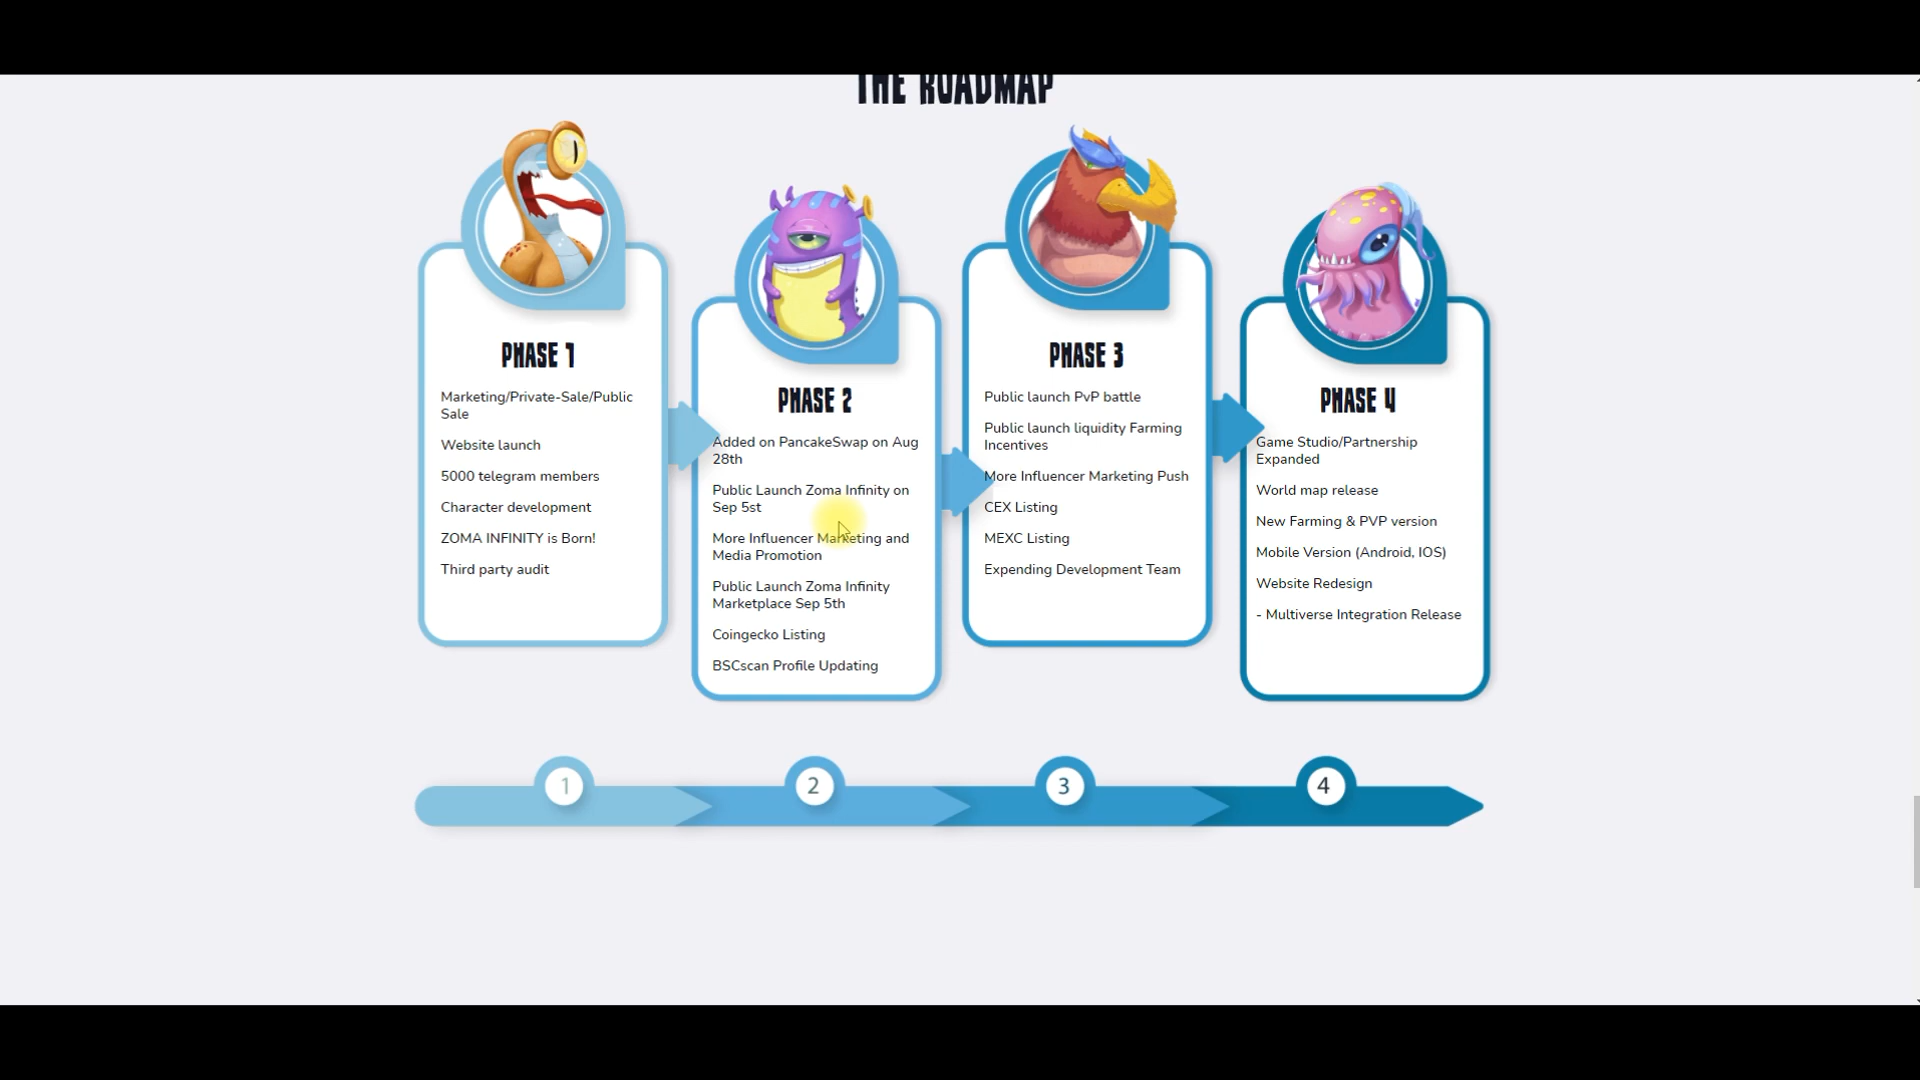 THE ROADMAP
PHASE 1
Marketing/Private-Sale/Public
Sale
Website launch
5000 telegram members
Character development
ZOMA INFINITY is Born!
Third party audit
PHASE 2
Added on PancakeSwap on Aug
28th
Public Launch Zoma Infinity on
Sep 5st
More Influencer Marketing and
Media Promotion
Public Launch Zoma Infinity
Marketplace Sep 5th
Coingecko Listing
BSCscan Profile Updating
PHASE 3
Public launch PvP battle
Public launch liquidity Farming
Incentives
More Influencer Marketing Push
CEX Listing
MEXC Listing
Expending Development Team
PHASE 4
Game Studio/Partnership
Expanded
World map release
New Farming & PVP version
Mobile Version (Android, IOS)
Website Redesign
- Multiverse Integration Release
1
2
3
4